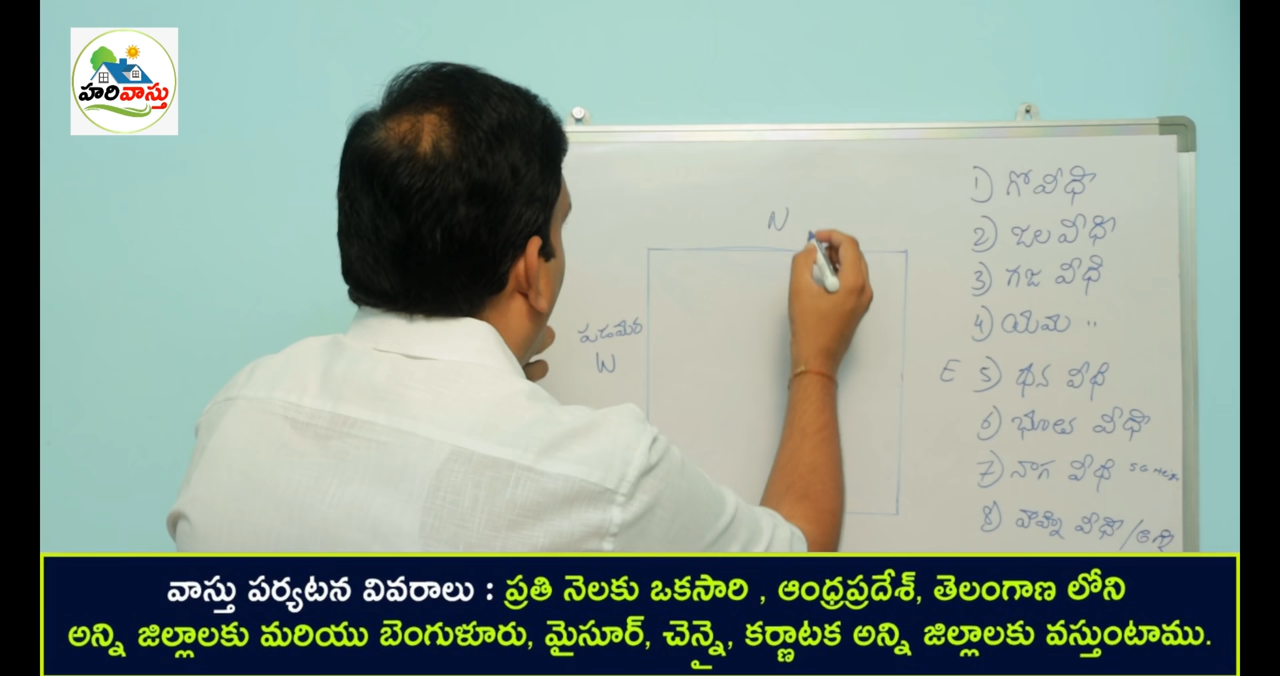 హరివాస్తు
N
పడమర
W
1) గోవీధి
2) జల వీధి
3) గజ వీధి
4) యమ "
E 5) ధన వీధి
6) భూత వీధి
7) నాగ వీధి
8) వీధి /
వాస్తు పర్యటన వివరాలు : ప్రతి నెలకు ఒకసారి , ఆంధ్రప్రదేశ్, తెలంగాణ లోని
అన్ని జిల్లాలకు మరియు బెంగుళూరు, మైసూర్, చెన్నై, కర్ణాటక అన్ని జిల్లాలకు వస్తుంటాము.